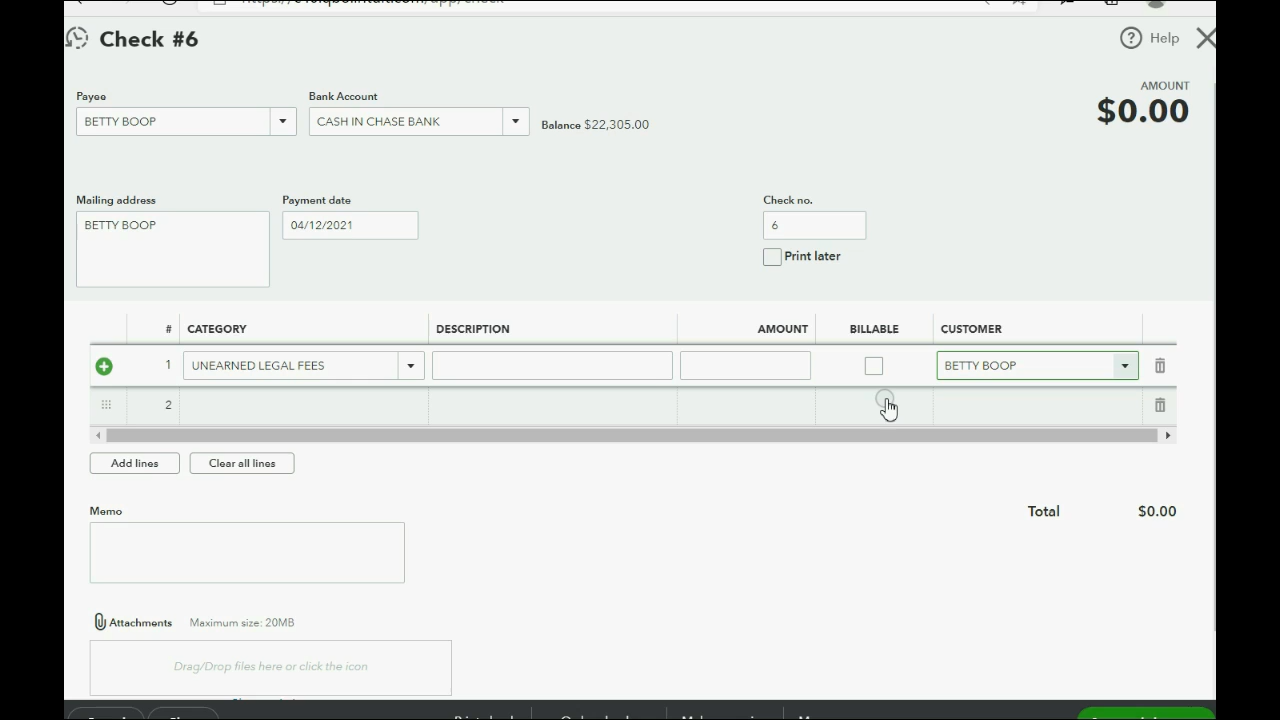 Check #6
Help
AMOUNT
$0.00
Payee
Bank Account
BETTY BOOP
CASH IN CHASE BANK
Balance $22,305.00
Mailing address
Payment date
Check no.
BETTY BOOP
04/12/2021
6
Print later
# CATEGORY DESCRIPTION AMOUNT BILLABLE CUSTOMER
1 UNEARNED LEGAL FEES BETTY BOOP
2
Add lines
Clear all lines
Memo
Total $0.00
Attachments Maximum size: 20MB
Drag/Drop files here or click the icon